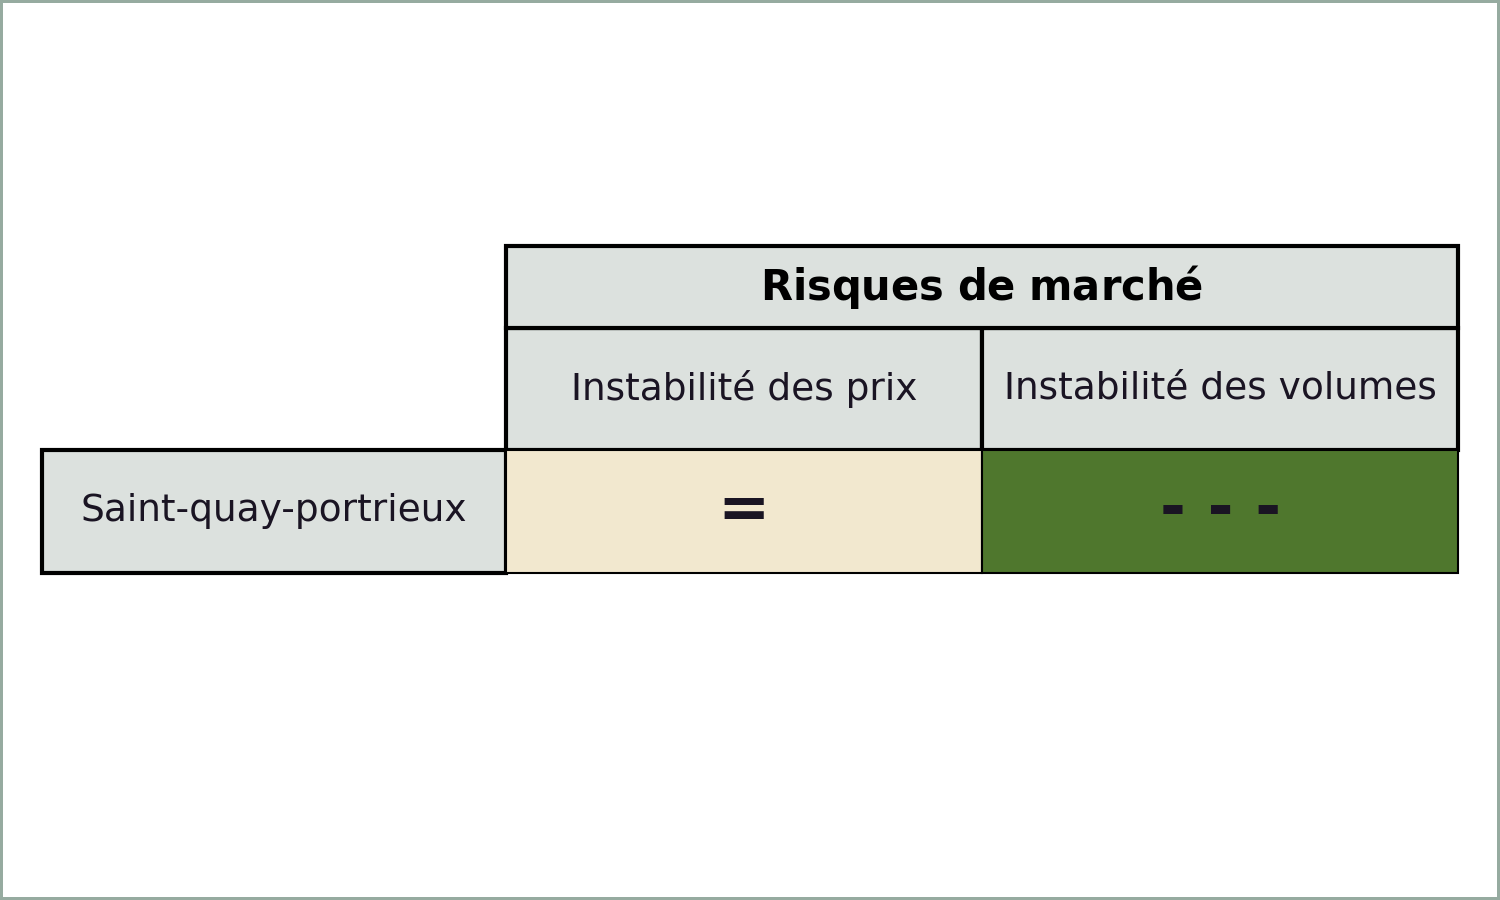 Risques de marché
Instabilité des prix
Instabilité des volumes
Saint-quay-portrieux
=
- - -